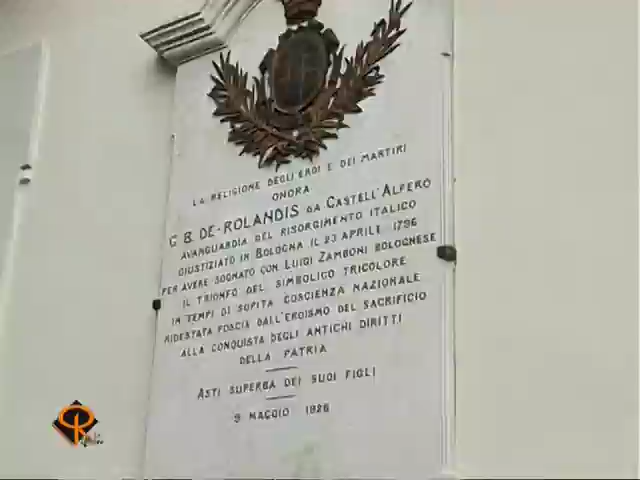 LA RELIGIONE DEGLI EROI E DEI MARTIRI
ONORA
G. B. DE-ROLANDIS DA CASTELL'ALFERO
AVANGUARDIA DEL RISORGIMENTO ITALICO
GIUSTIZIATO IN BOLOGNA IL 23 APRILE 1796
PER AVERE SOGNATO CON LUIGI ZAMBONI BOLOGNESE
IL TRIONFO DEL SIMBOLICO TRICOLORE
IN TEMPI DI SOPITA COSCIENZA NAZIONALE
RIDESTATA POSCIA DALL'EROISMO DEL SACRIFICIO
ALLA CONQUISTA DEGLI ANTICHI DIRITTI
DELLA PATRIA
ASTI SUPERBA DEI SUOI FIGLI
9 MAGGIO 1926